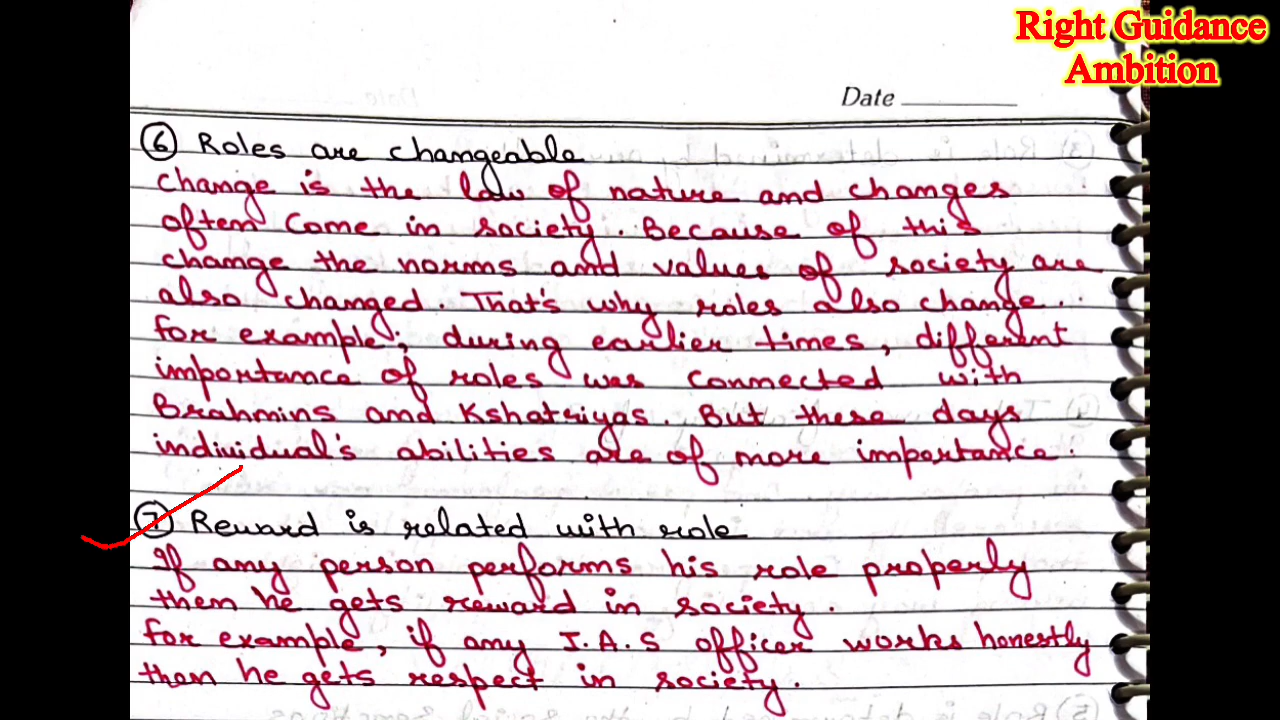 Right Guidance
Ambition
Date
⑥ Roles are changeable
change is the law of nature and changes
often come in society. Because of this
change the norms and values of society are
also changed. That's why roles also change.
for example, during earlier times, different
importance of roles was connected with
Brahmins and Kshatriyas. But these days
individual's abilities are of more importance.
⑦ Reward is related with role
If any person performs his role properly
then he gets reward in society.
for example, if any I.A.S officer works honestly
then he gets respect in society.